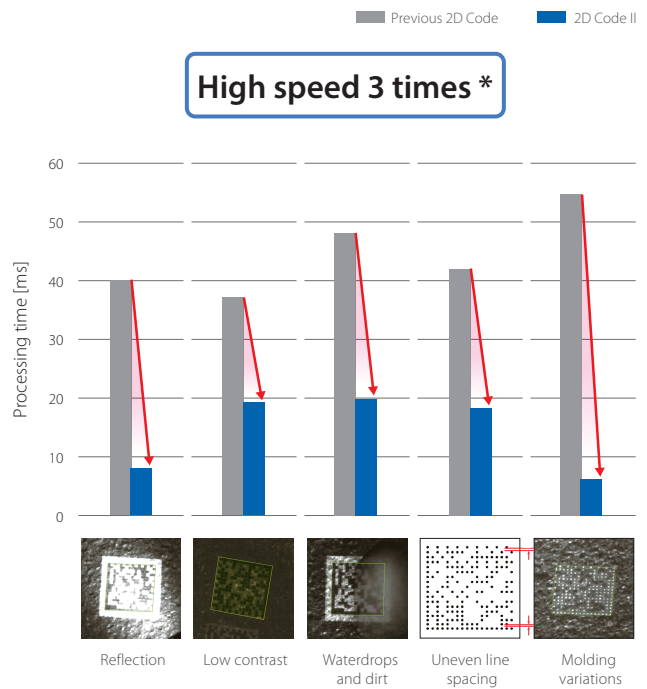 Previous 2D Code
2D Code II
High speed 3 times *
Processing time [ms]
60
50
40
30
20
10
0
Reflection
Low contrast
Waterdrops
and dirt
Uneven line
spacing
Molding
variations